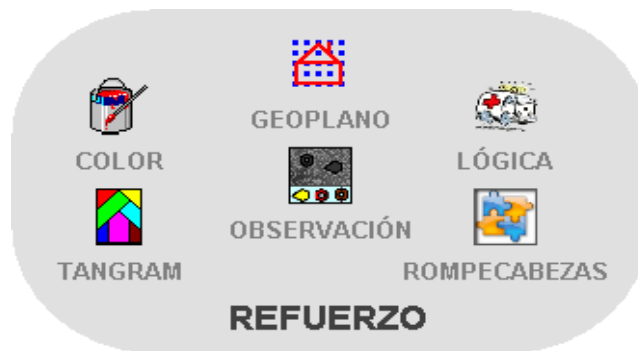 GEOPLANO
COLOR
LÓGICA
OBSERVACIÓN
TANGRAM
ROMPECABEZAS
REFUERZO